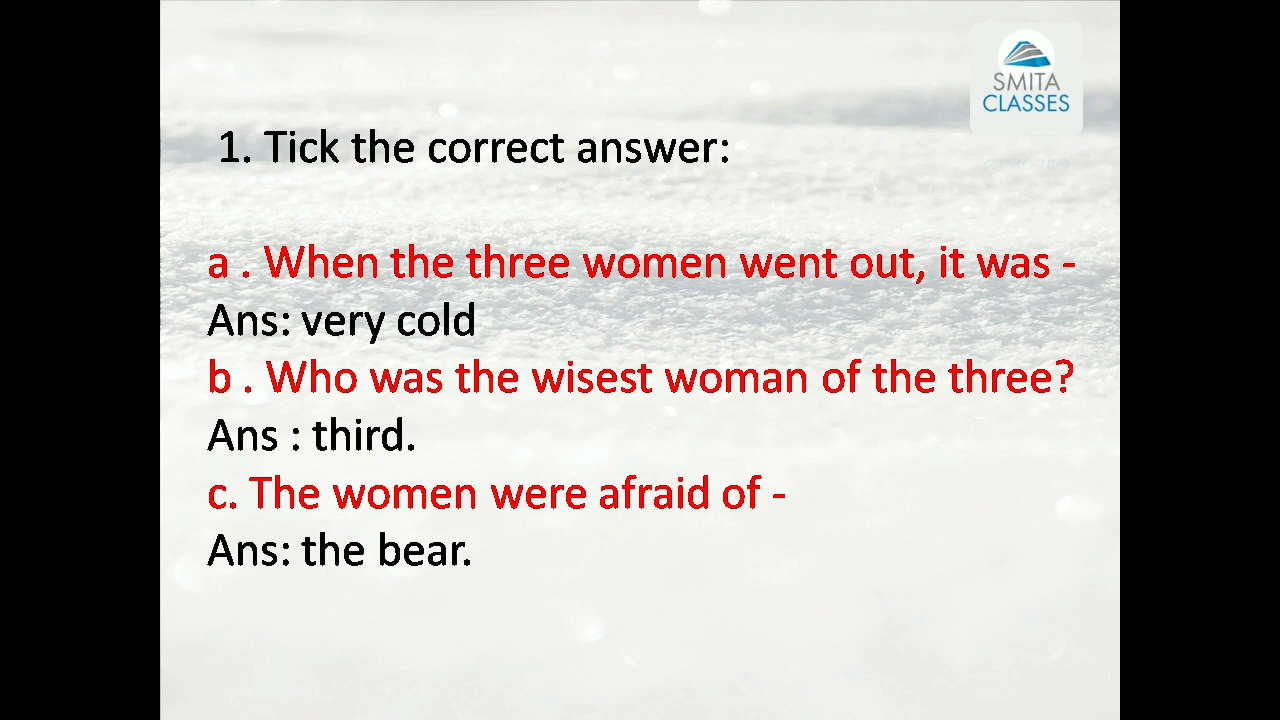 SMITA
CLASSES
1. Tick the correct answer:
a . When the three women went out, it was -
Ans: very cold
b . Who was the wisest woman of the three?
Ans : third.
c. The women were afraid of -
Ans: the bear.